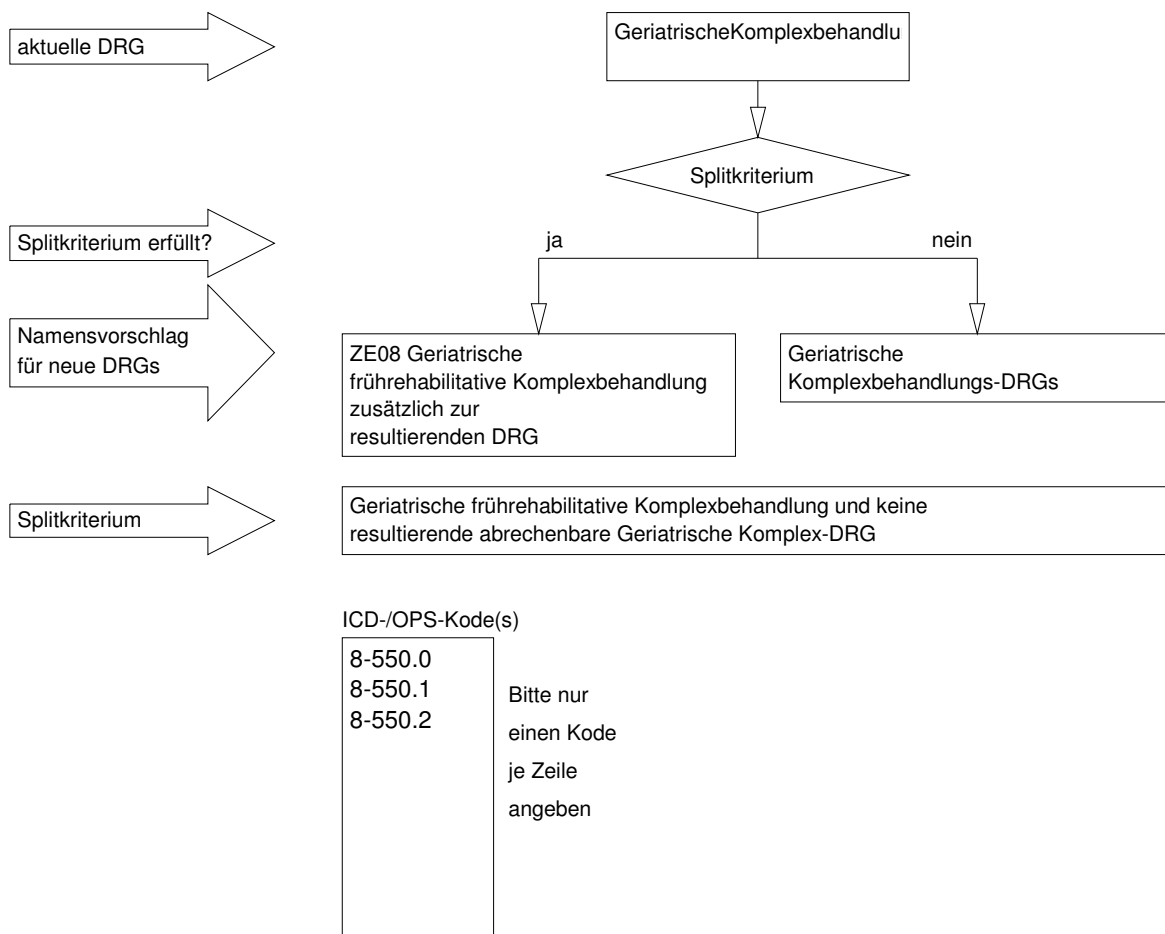 aktuelle DRG
GeriatrischeKomplexbehandlu
Splitkriterium
Splitkriterium erfüllt?
ja
nein
Namensvorschlag
für neue DRGs
ZE08 Geriatrische
frührehabilitative Komplexbehandlung
zusätzlich zur
resultierenden DRG
Geriatrische
Komplexbehandlungs-DRGs
Splitkriterium
Geriatrische frührehabilitative Komplexbehandlung und keine
resultierende abrechenbare Geriatrische Komplex-DRG
ICD-/OPS-Kode(s)
8-550.0
8-550.1
8-550.2
Bitte nur
einen Kode
je Zeile
angeben